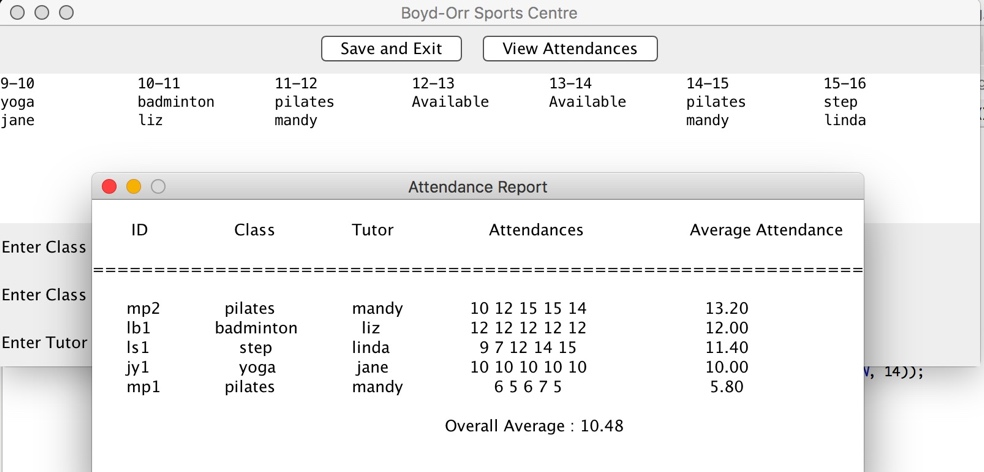 Boyd-Orr Sports Centre
Save and Exit View Attendances
9-10 10-11 11-12 12-13 13-14 14-15 15-16
yoga badminton pilates Available Available pilates step
jane liz mandy mandy linda
Attendance Report
ID Class Tutor Attendances Average Attendance
Enter Class
===============================================================
Enter Class
mp2 pilates mandy 10 12 15 15 14 13.20
lb1 badminton liz 12 12 12 12 12 12.00
Enter Tutor
ls1 step linda 9 7 12 14 15 11.40
jy1 yoga jane 10 10 10 10 10 10.00
, 14));
mp1 pilates mandy 6 5 6 7 5 5.80
Overall Average : 10.48